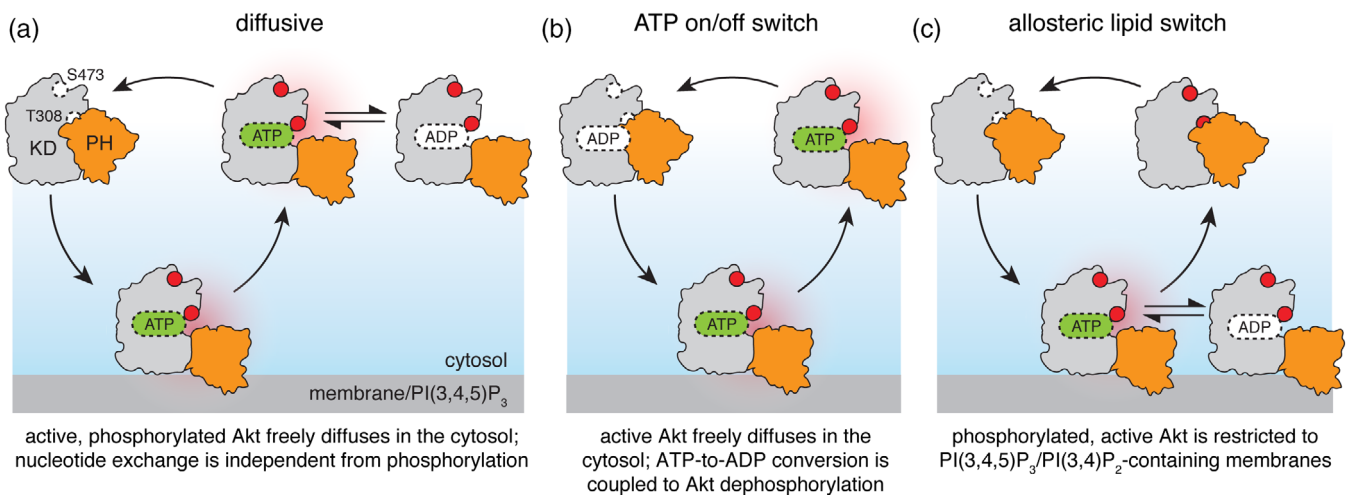 (a) diffusive
S473
T308
KD
PH
ATP
ADP
ATP
cytosol
membrane/PI(3,4,5)P3
active, phosphorylated Akt freely diffuses in the cytosol;
nucleotide exchange is independent from phosphorylation
(b) ATP on/off switch
ADP
ATP
ATP
active Akt freely diffuses in the
cytosol; ATP-to-ADP conversion is
coupled to Akt dephosphorylation
(c) allosteric lipid switch
ATP
ADP
phosphorylated, active Akt is restricted to
PI(3,4,5)P3/PI(3,4)P2-containing membranes